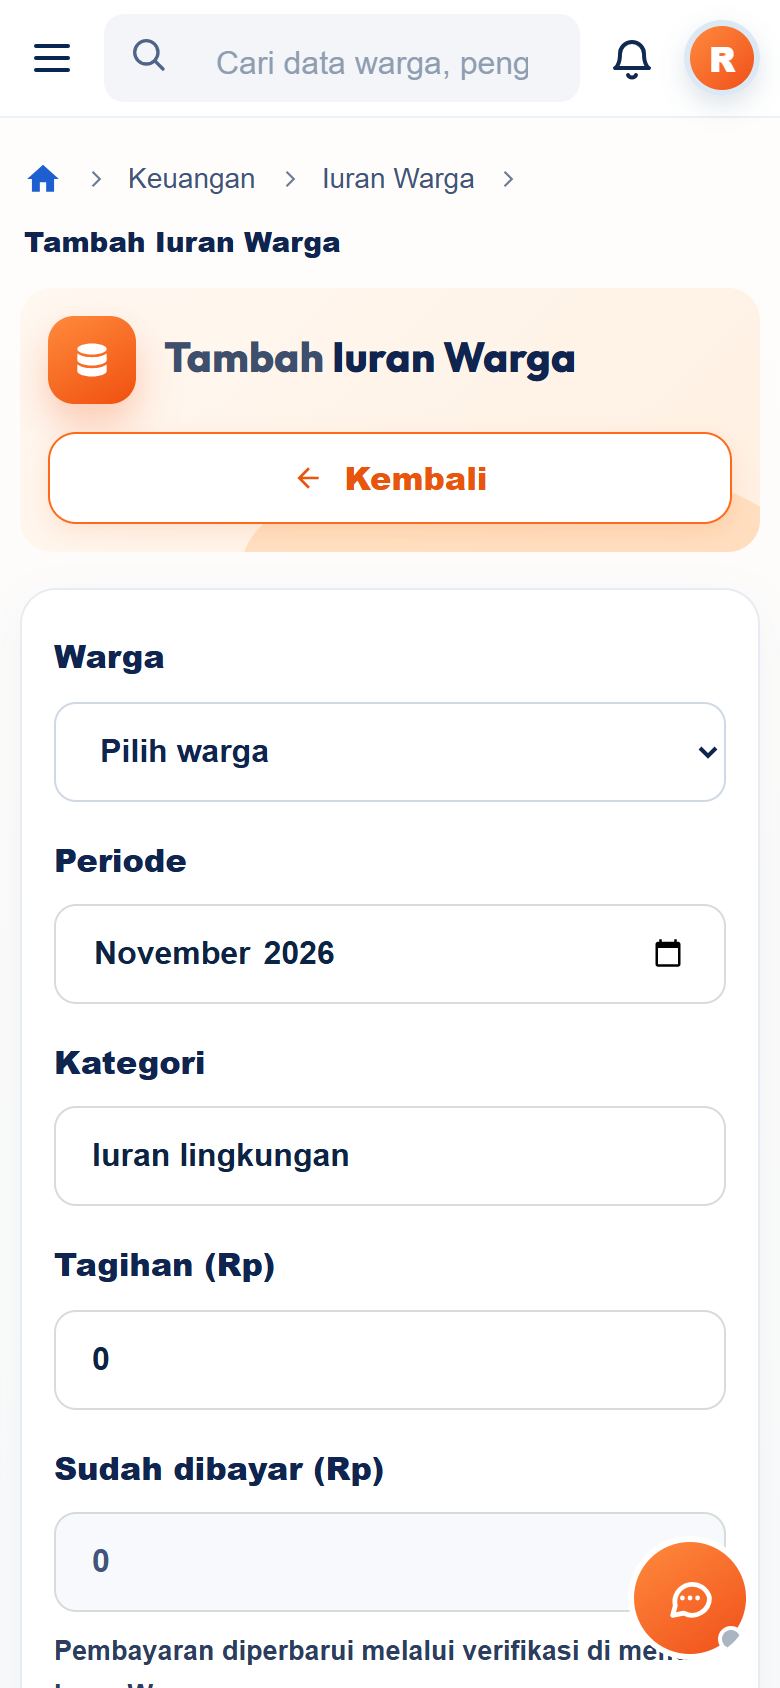 Cari data warga, peng
R
Keuangan
Iuran Warga
Tambah Iuran Warga
Tambah Iuran Warga
Kembali
Warga
Pilih warga
Periode
November 2026
Kategori
Iuran lingkungan
Tagihan (Rp)
0
Sudah dibayar (Rp)
0
Pembayaran diperbarui melalui verifikasi di